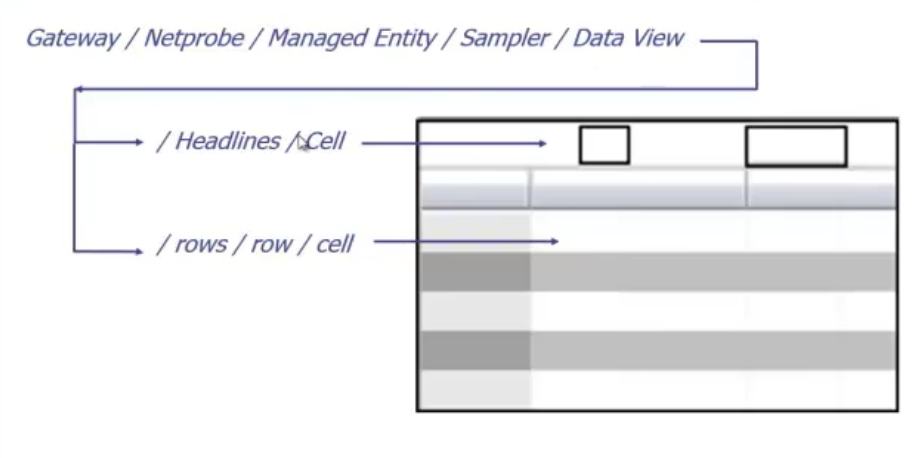 Gateway / Netprobe / Managed Entity / Sampler / Data View
/ Headlines / Cell
/ rows / row / cell